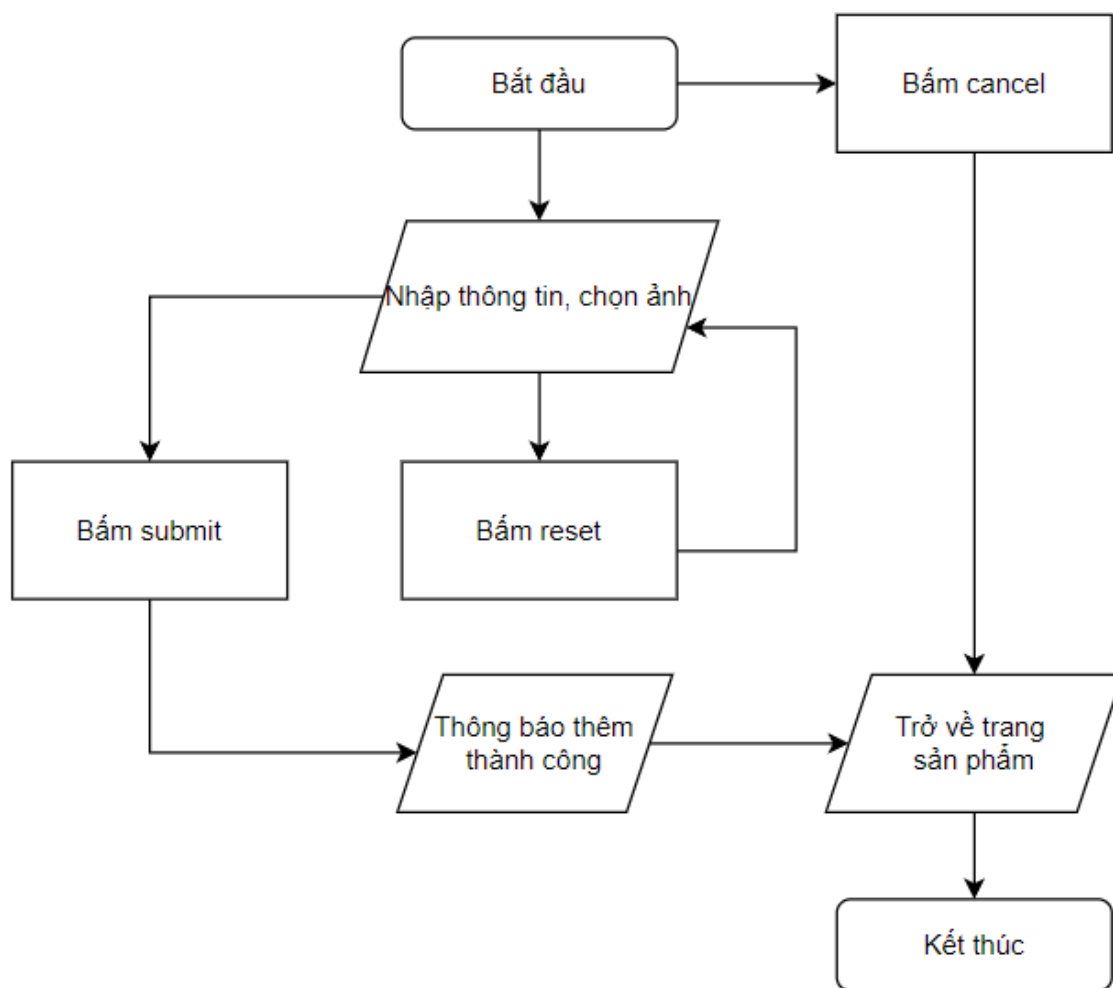 Bắt đầu
Bấm cancel
Nhập thông tin, chọn ảnh
Bấm submit
Bấm reset
Thông báo thêm
thành công
Trở về trang
sản phẩm
Kết thúc